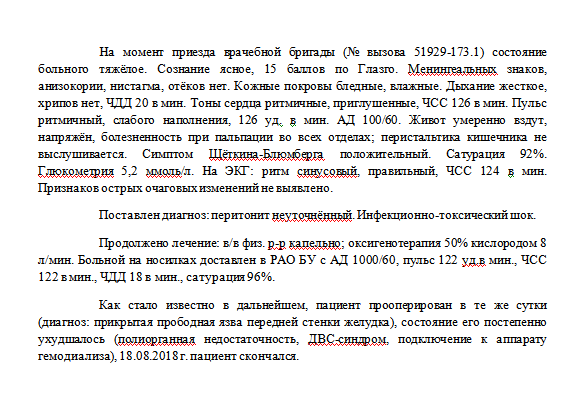 На момент приезда врачебной бригады (№ вызова 51929-173.1) состояние
больного тяжёлое. Сознание ясное, 15 баллов по Глазго. Менингеальных знаков,
анизокории, нистагма, отёков нет. Кожные покровы бледные, влажные. Дыхание жесткое,
хрипов нет, ЧДД 20 в мин. Тоны сердца ритмичные, приглушенные, ЧСС 126 в мин. Пульс
ритмичный, слабого наполнения, 126 уд. в мин. АД 100/60. Живот умеренно вздут,
напряжён, болезненность при пальпации во всех отделах; перистальтика кишечника не
выслушивается. Симптом Щёткина-Блюмберга положительный. Сатурация 92%.
Глюкометрия 5,2 ммоль/л. На ЭКГ: ритм синусовый, правильный, ЧСС 124 в мин.
Признаков острых очаговых изменений не выявлено.
Поставлен диагноз: перитонит неуточнённый. Инфекционно-токсический шок.
Продолжено лечение: в/в физ. р-р капельно; оксигенотерапия 50% кислородом 8
л/мин. Больной на носилках доставлен в РАО БУ с АД 1000/60, пульс 122 уд.в мин., ЧСС
122 в мин., ЧДД 18 в мин., сатурация 96%.
Как стало известно в дальнейшем, пациент прооперирован в те же сутки
(диагноз: прикрытая прободная язва передней стенки желудка), состояние его постепенно
ухудшалось (полиорганная недостаточность, ДВС-синдром, подключение к аппарату
гемодиализа), 18.08.2018 г. пациент скончался.